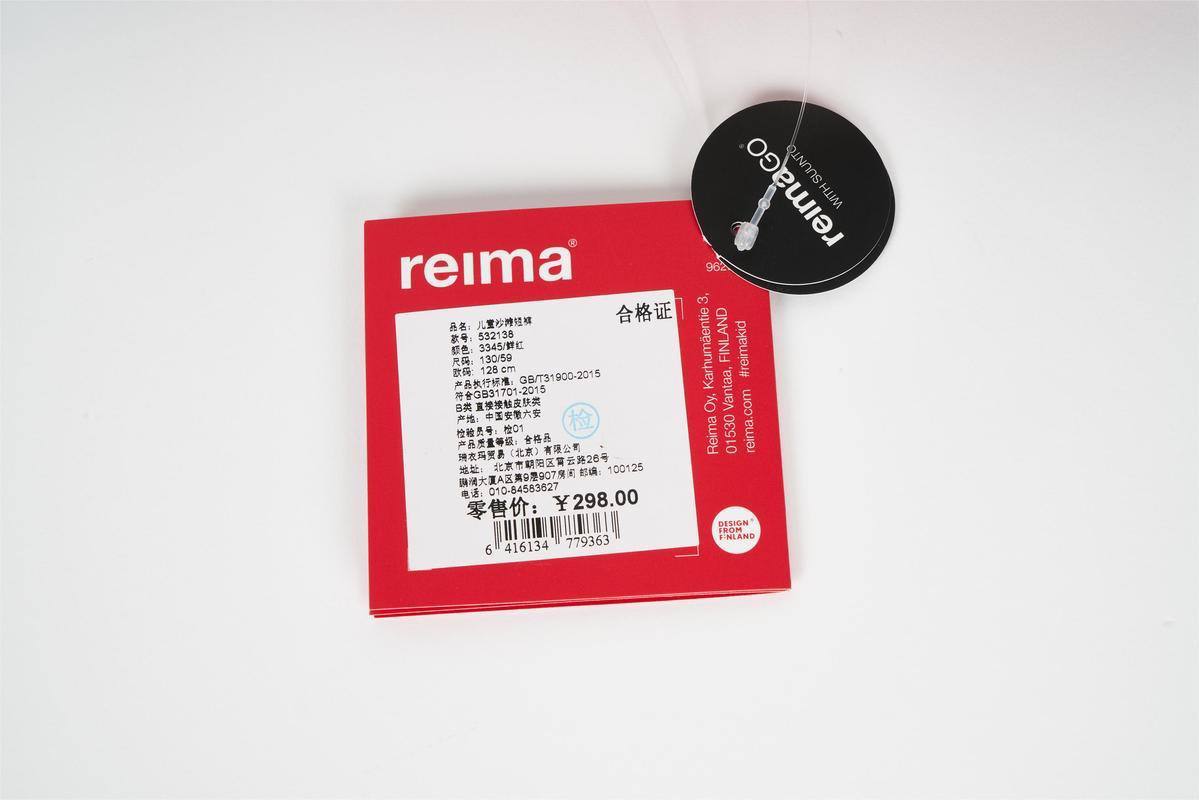 reima®
合格证
品名：儿童沙滩短裤
款号：532138
颜色：3345/鲜红
尺码：130/59
欧码：128 cm
产品执行标准：GB/T31900-2015
符合GB31701-2015
B类 直接接触皮肤类
产地：中国安徽六安
检验员号：检01
产品质量等级：合格品
检
瑞衣玛贸易（北京）有限公司
地址：北京市朝阳区霄云路26号
鹏润大厦A区第9层907房间 邮编：100125
电话：010-84583627
零售价：￥298.00
6 416134 779363
Reima Oy, Karhumäentie 3,
01530 Vantaa, FINLAND
reima.com #reimakid
DESIGN
FROM
FINLAND
reimaGO®
WITH SUUNTO